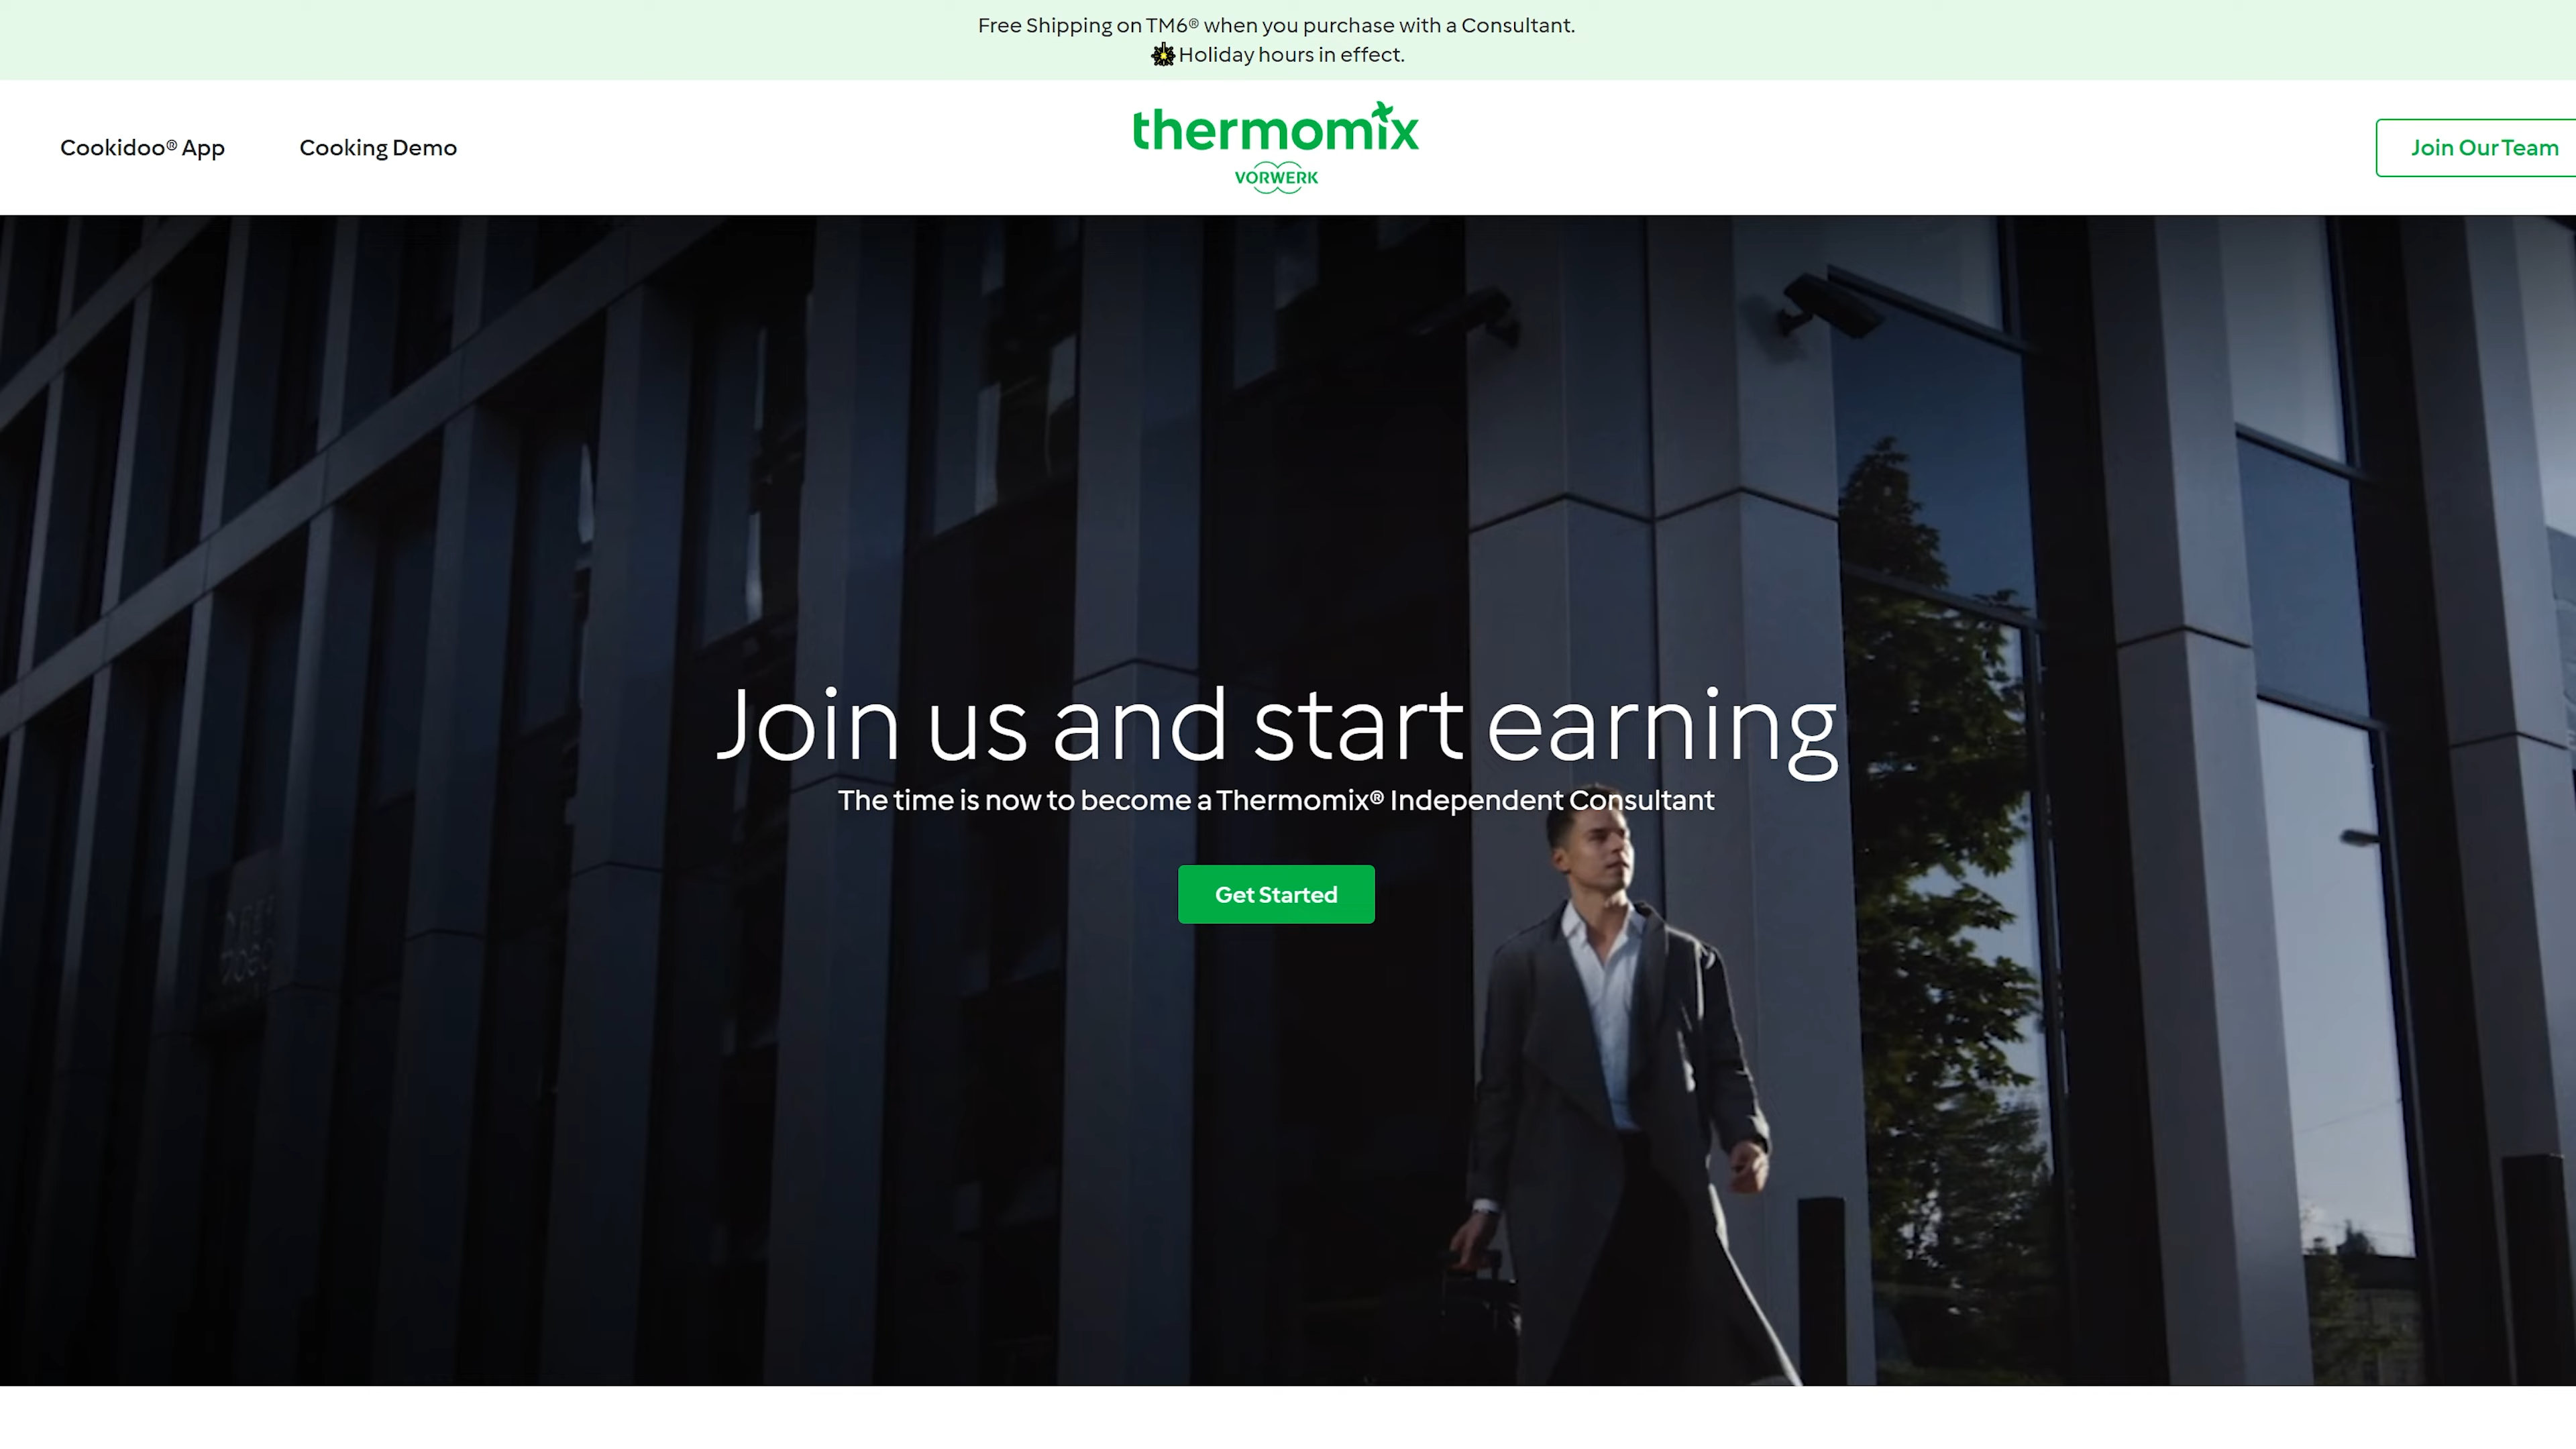 Free Shipping on TM6® when you purchase with a Consultant.
Holiday hours in effect.
Cookidoo® App
Cooking Demo
thermomix
VORWERK
Join Our Team
Join us and start earning
The time is now to become a Thermomix® Independent Consultant
Get Started